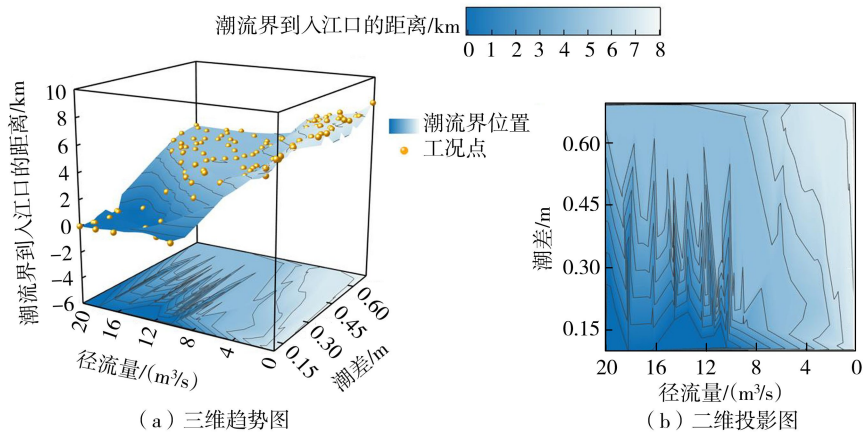 潮流界到入江口的距离/km
0 1 2 3 4 5 6 7 8
潮流界到入江口的距离/km
10
8
6
4
2
0
−2
−4
−6
20 16 12 8 4 0
径流量/(m³/s)
0.15 0.30 0.45 0.60
潮差/m
潮流界位置
工况点
(a)三维趋势图
潮差/m
0.60
0.45
0.30
0.15
20 16 12 8 4 0
径流量/(m³/s)
(b)二维投影图